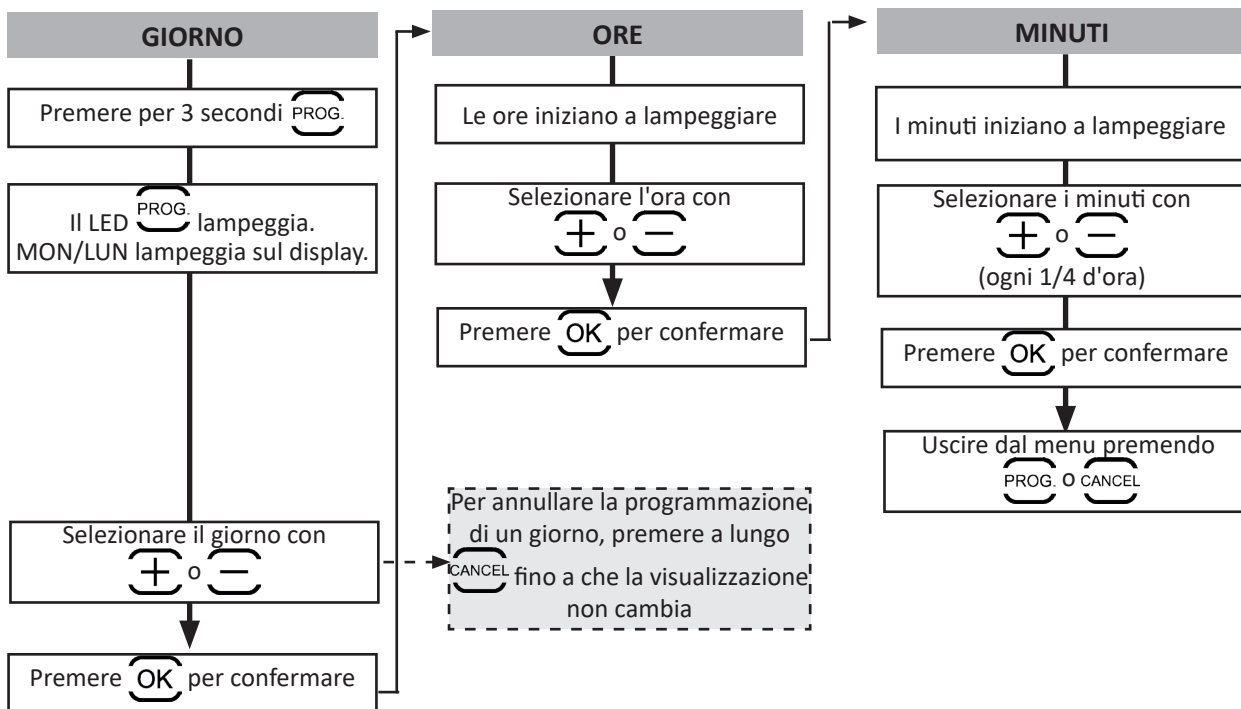 GIORNO
Premere per 3 secondi PROG.
Il LED PROG. lampeggia.
MON/LUN lampeggia sul display.
Selezionare il giorno con
+ o −
Premere OK per confermare
ORE
Le ore iniziano a lampeggiare
Selezionare l'ora con
+ o −
Premere OK per confermare
Per annullare la programmazione
di un giorno, premere a lungo
CANCEL fino a che la visualizzazione
non cambia
MINUTI
I minuti iniziano a lampeggiare
Selezionare i minuti con
+ o −
(ogni 1/4 d'ora)
Premere OK per confermare
Uscire dal menu premendo
PROG. o CANCEL